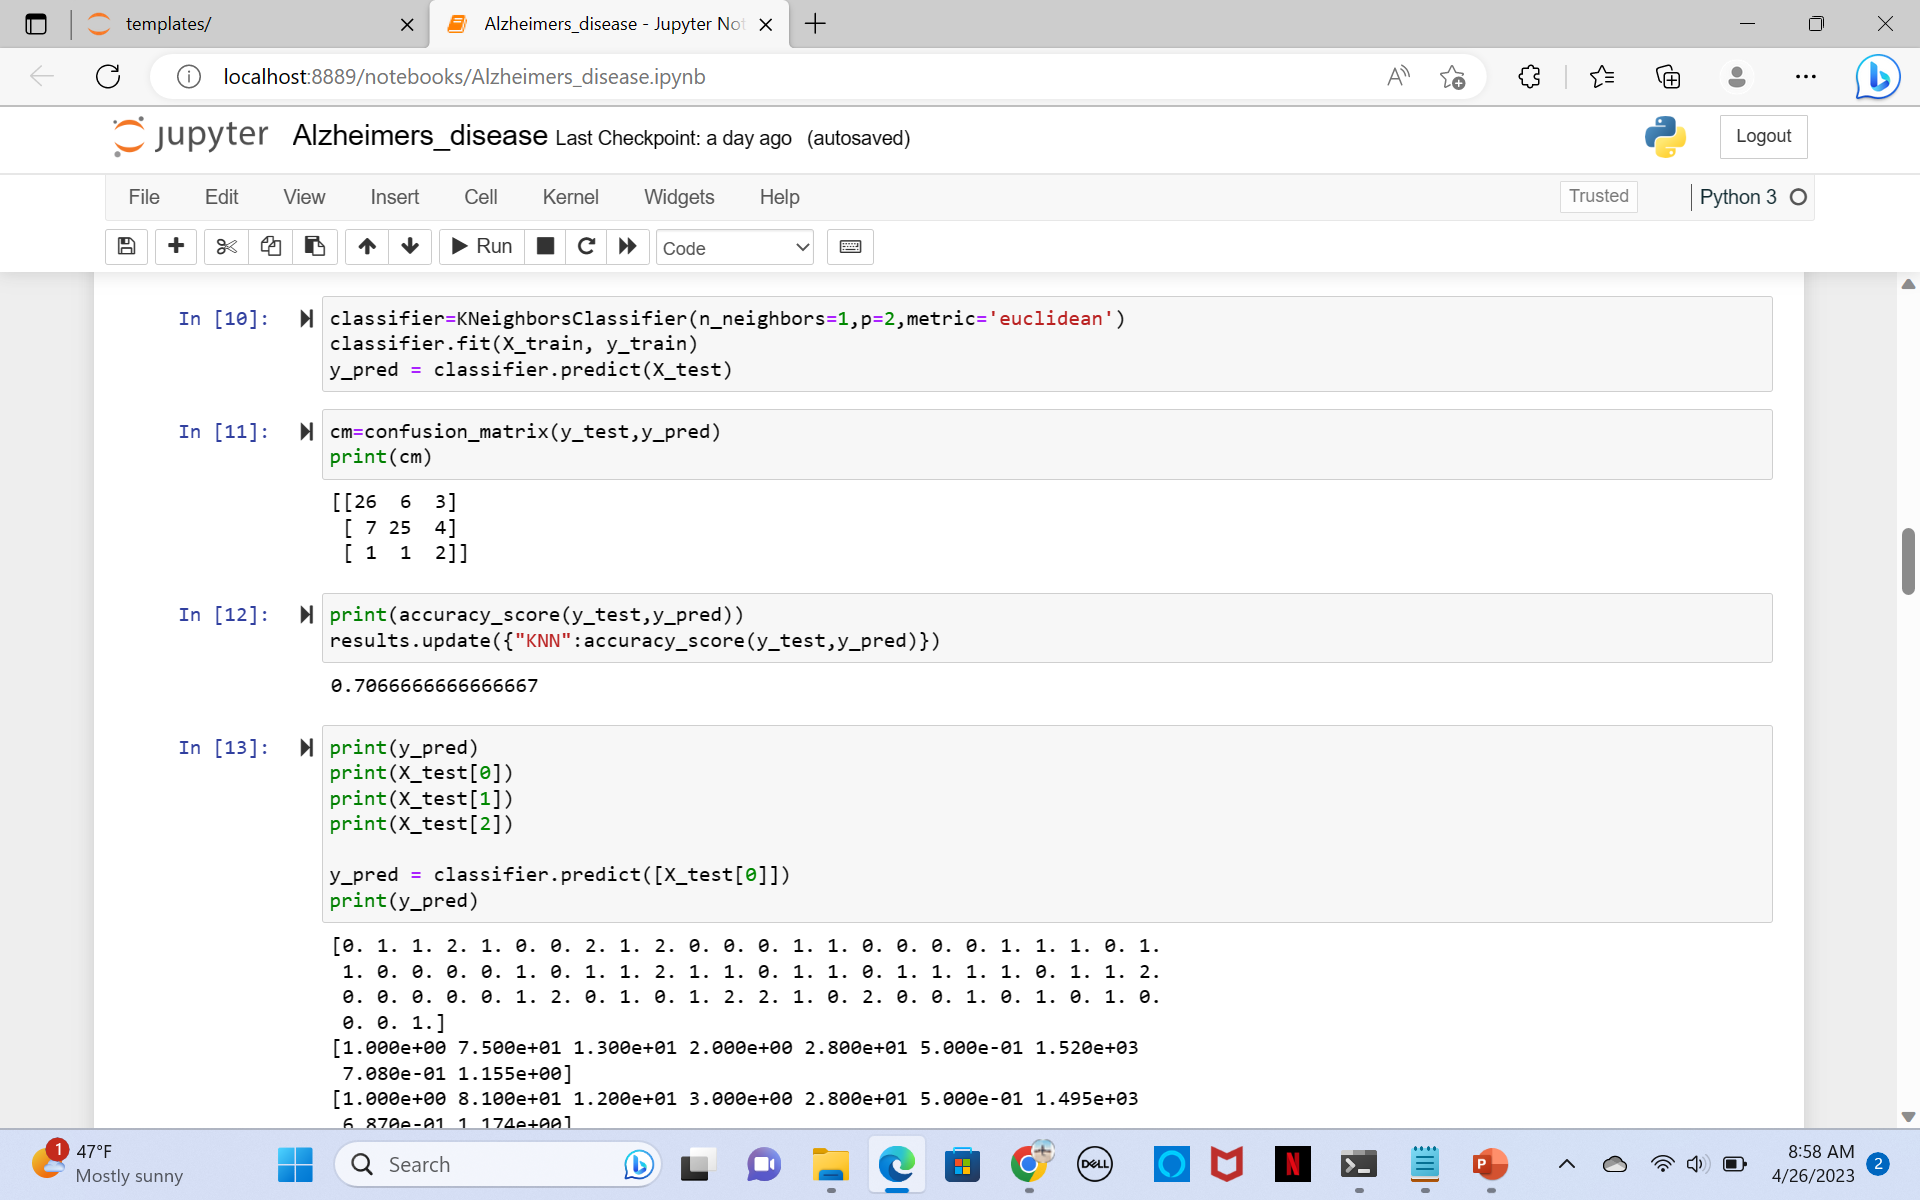 templates/
Alzheimers_disease - Jupyter Not
localhost:8889/notebooks/Alzheimers_disease.ipynb
jupyter Alzheimers_disease Last Checkpoint: a day ago (autosaved)
Logout
File Edit View Insert Cell Kernel Widgets Help
Trusted
Python 3
Run
Code
In [10]:
classifier=KNeighborsClassifier(n_neighbors=1,p=2,metric='euclidean')
classifier.fit(X_train, y_train)
y_pred = classifier.predict(X_test)
In [11]:
cm=confusion_matrix(y_test,y_pred)
print(cm)
[[26  6  3]
 [ 7 25  4]
 [ 1  1  2]]
In [12]:
print(accuracy_score(y_test,y_pred))
results.update({"KNN":accuracy_score(y_test,y_pred)})
0.7066666666666667
In [13]:
print(y_pred)
print(X_test[0])
print(X_test[1])
print(X_test[2])
y_pred = classifier.predict([X_test[0]])
print(y_pred)
[0. 1. 1. 2. 1. 0. 0. 2. 1. 2. 0. 0. 0. 1. 1. 0. 0. 0. 0. 1. 1. 1. 0. 1.
 1. 0. 0. 0. 0. 1. 0. 1. 1. 2. 1. 1. 0. 1. 1. 0. 1. 1. 1. 1. 0. 1. 1. 2.
 0. 0. 0. 0. 0. 1. 2. 0. 1. 0. 1. 2. 2. 1. 0. 2. 0. 0. 1. 0. 1. 0. 1. 0.
 0. 0. 1.]
[1.000e+00 7.500e+01 1.300e+01 2.000e+00 2.800e+01 5.000e-01 1.520e+03
 7.080e-01 1.155e+00]
[1.000e+00 8.100e+01 1.200e+01 3.000e+00 2.800e+01 5.000e-01 1.495e+03
 6.870e-01 1.174e+00]
1
47°F
Mostly sunny
Search
DELL
N
P
8:58 AM
4/26/2023
2